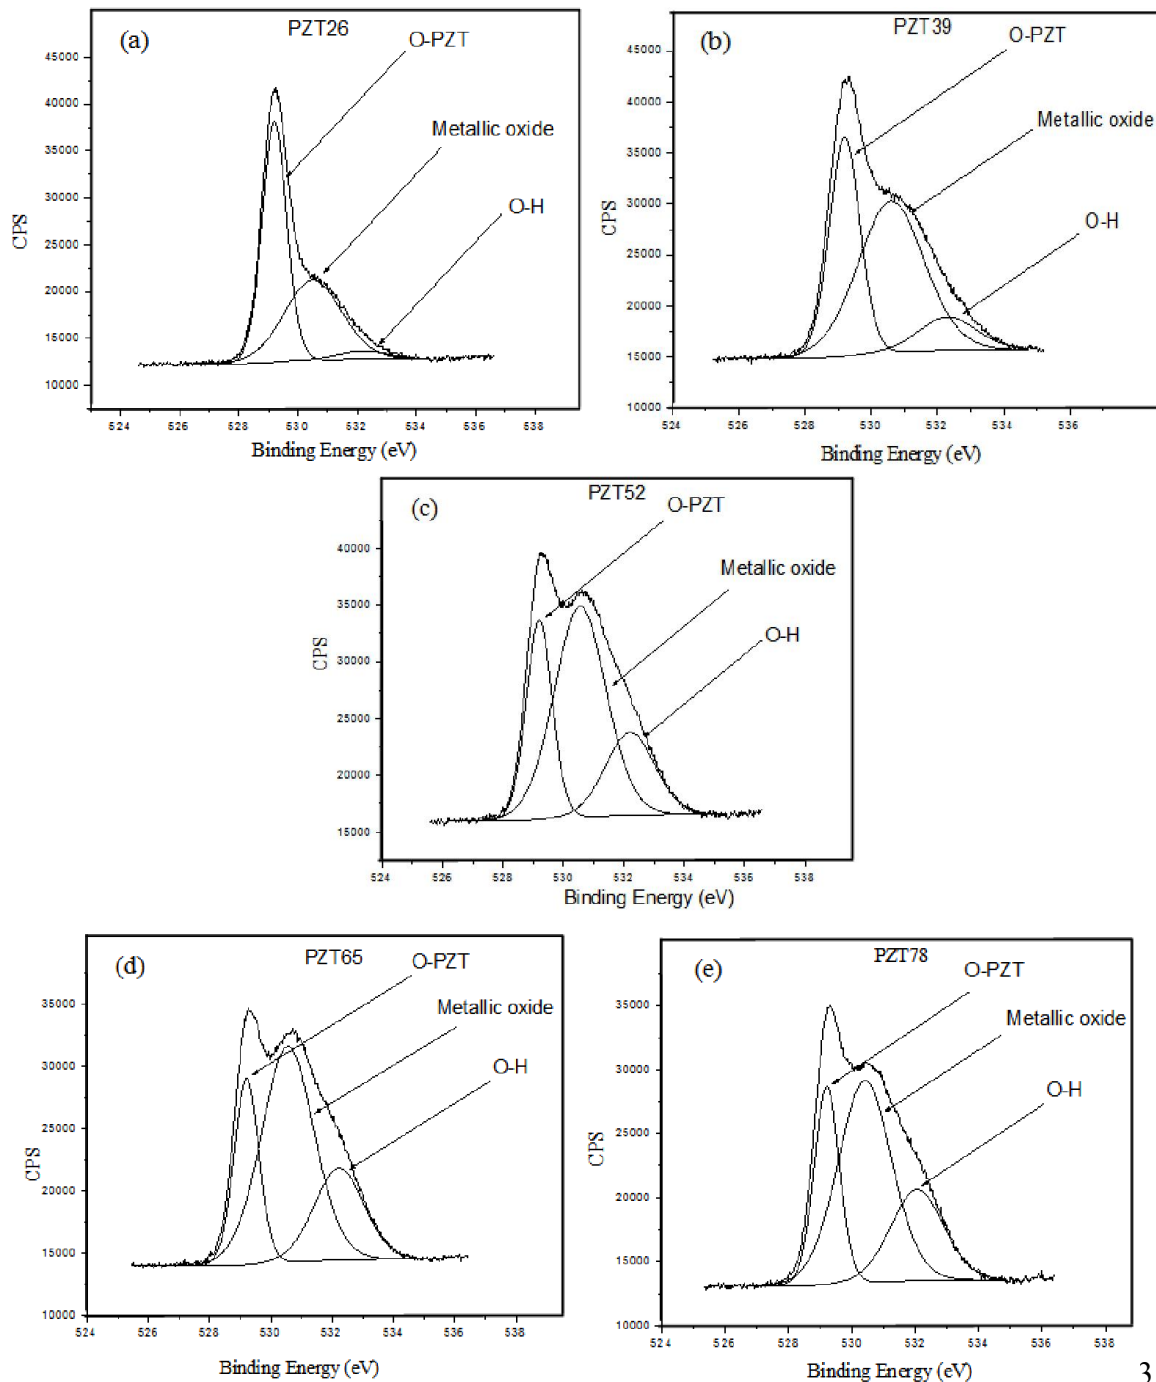 (a)
PZT26
O-PZT
Metallic oxide
O-H
45000
40000
35000
30000
25000
20000
15000
10000
CPS
524 526 528 530 532 534 536 538
Binding Energy (eV)
(b)
PZT39
O-PZT
Metallic oxide
O-H
45000
40000
35000
30000
25000
20000
15000
10000
CPS
524 526 528 530 532 534 536
Binding Energy (eV)
(c)
PZT52
O-PZT
Metallic oxide
O-H
40000
35000
30000
25000
20000
15000
CPS
524 526 528 530 532 534 536 538
Binding Energy (eV)
(d)
PZT65
O-PZT
Metallic oxide
O-H
35000
30000
25000
20000
15000
10000
CPS
524 526 528 530 532 534 536 538
Binding Energy (eV)
(e)
PZT78
O-PZT
Metallic oxide
O-H
35000
30000
25000
20000
15000
10000
CPS
524 526 528 530 532 534 536 538
Binding Energy (eV)
3